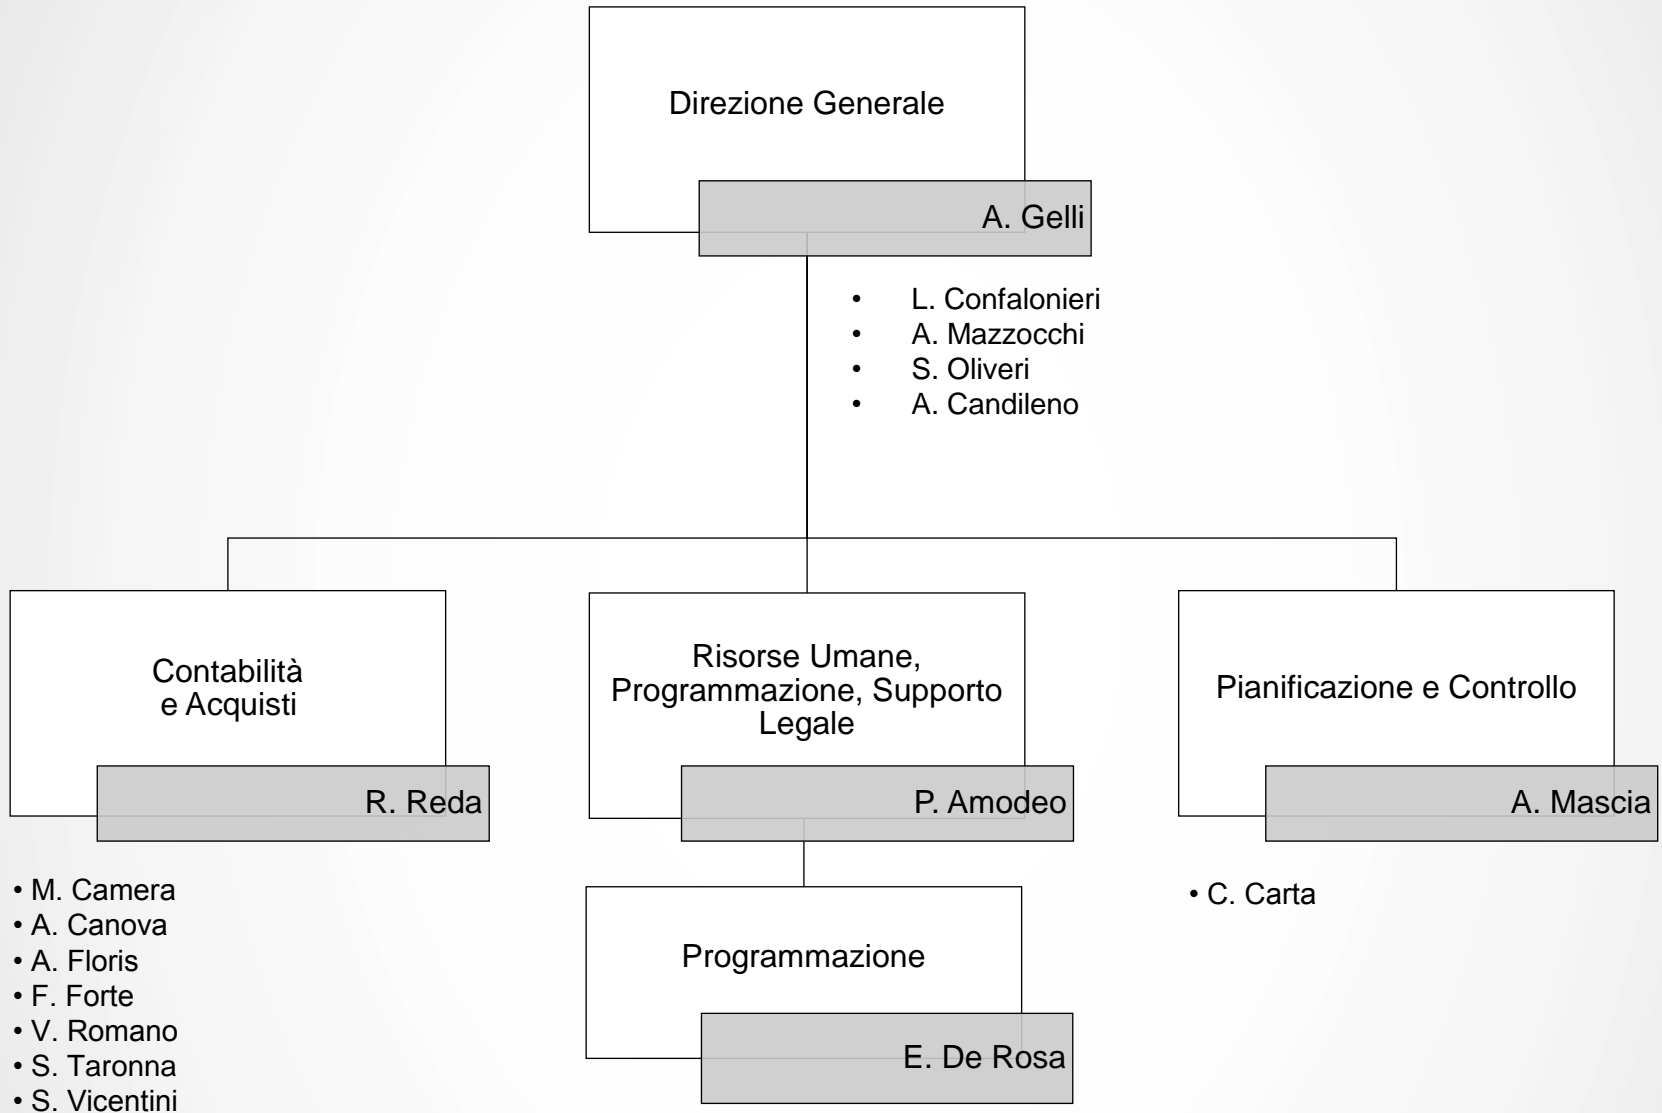 Direzione Generale
A. Gelli
• L. Confalonieri
• A. Mazzocchi
• S. Oliveri
• A. Candileno
Contabilità
e Acquisti
R. Reda
Risorse Umane,
Programmazione, Supporto
Legale
P. Amodeo
Pianificazione e Controllo
A. Mascia
• M. Camera
• A. Canova
• A. Floris
• F. Forte
• V. Romano
• S. Taronna
• S. Vicentini
Programmazione
E. De Rosa
• C. Carta